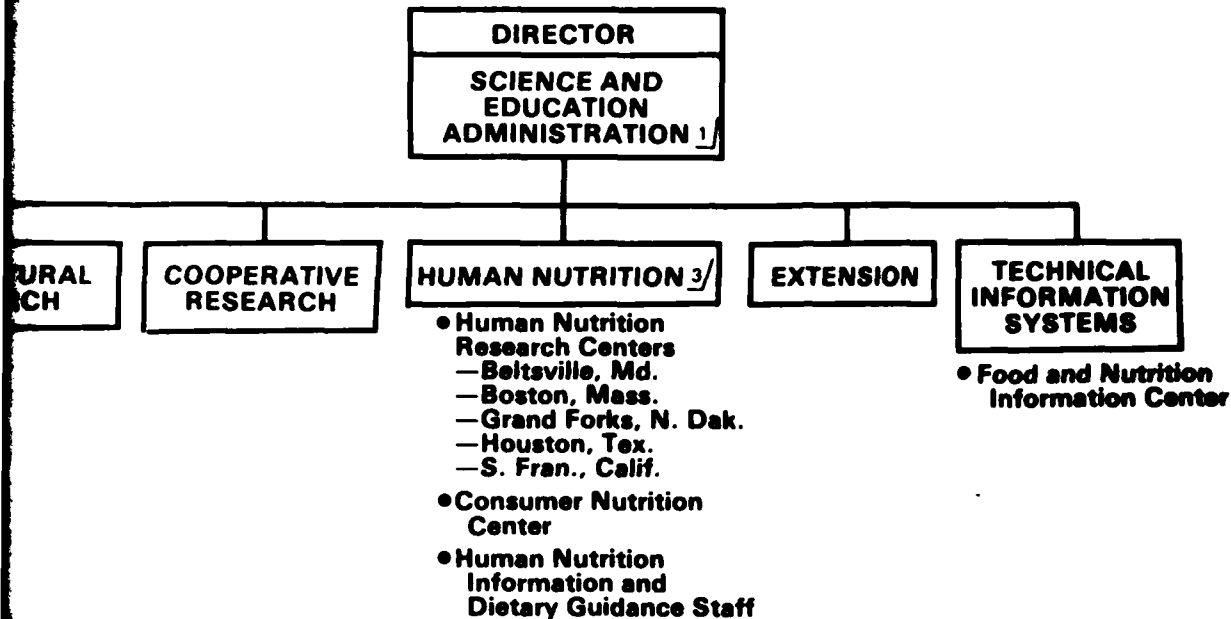 DIRECTOR
SCIENCE AND
EDUCATION
ADMINISTRATION 1/
URAL
CH
COOPERATIVE
RESEARCH
HUMAN NUTRITION 3/
• Human Nutrition
Research Centers
—Beltsville, Md.
—Boston, Mass.
—Grand Forks, N. Dak.
—Houston, Tex.
—S. Fran., Calif.
• Consumer Nutrition
Center
• Human Nutrition
Information and
Dietary Guidance Staff
EXTENSION
TECHNICAL
INFORMATION
SYSTEMS
• Food and Nutrition
Information Center